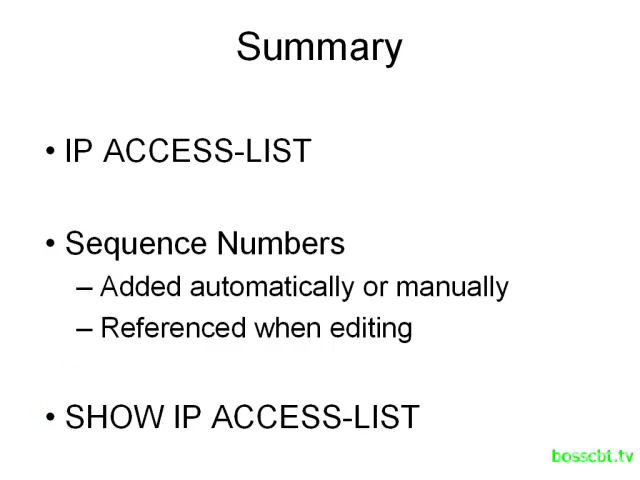 Summary
• IP ACCESS-LIST
• Sequence Numbers
– Added automatically or manually
– Referenced when editing
• SHOW IP ACCESS-LIST
bosscbt.tv